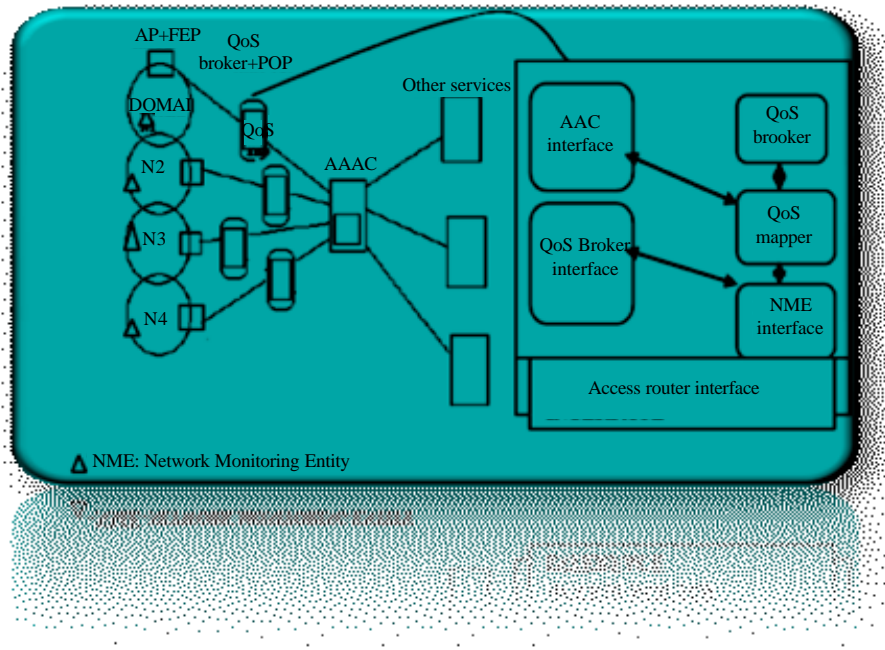 AP+FEP
QoS
broker+POP
DOMAI
QoS
N2
N3
N4
AAAC
Other services
AAC
interface
QoS
brooker
QoS
mapper
QoS Broker
interface
NME
interface
Access router interface
NME: Network Monitoring Entity